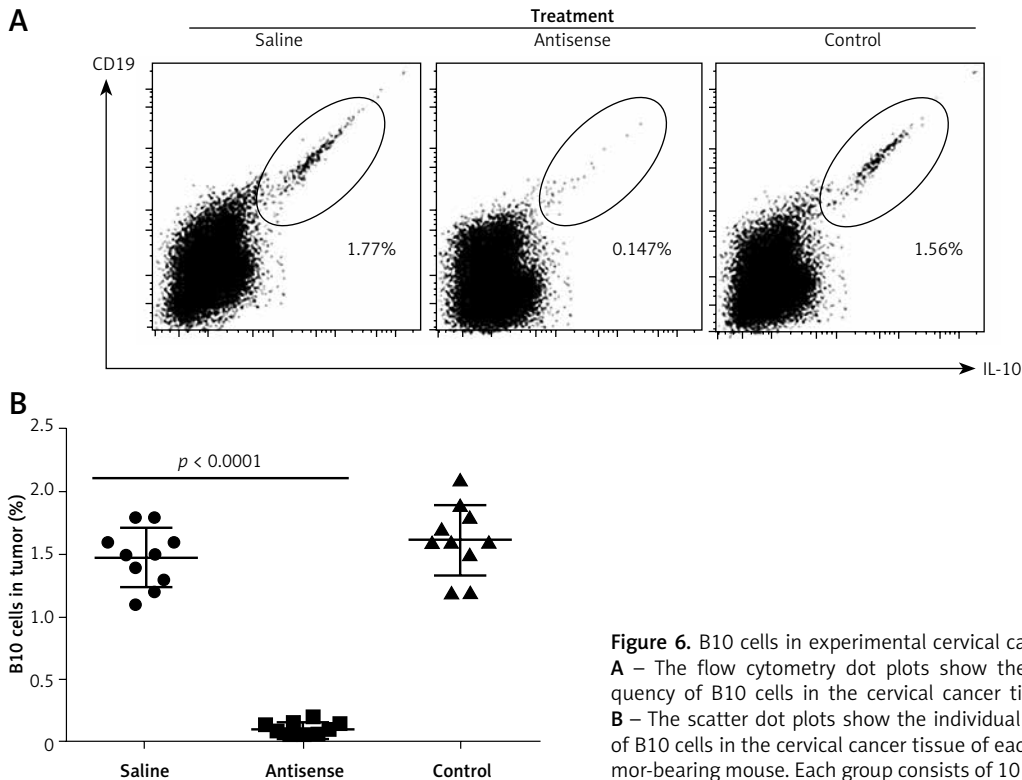 A
Treatment
Saline Antisense Control
CD19
1.77% 0.147% 1.56%
IL-10
B
B10 cells in tumor (%)
2.5
2.0
1.5
1.0
0.5
0
p < 0.0001
Saline Antisense Control
Figure 6. B10 cells in experimental cervical ca
A – The flow cytometry dot plots show the
quency of B10 cells in the cervical cancer ti
B – The scatter dot plots show the individual
of B10 cells in the cervical cancer tissue of eac
mor-bearing mouse. Each group consists of 10